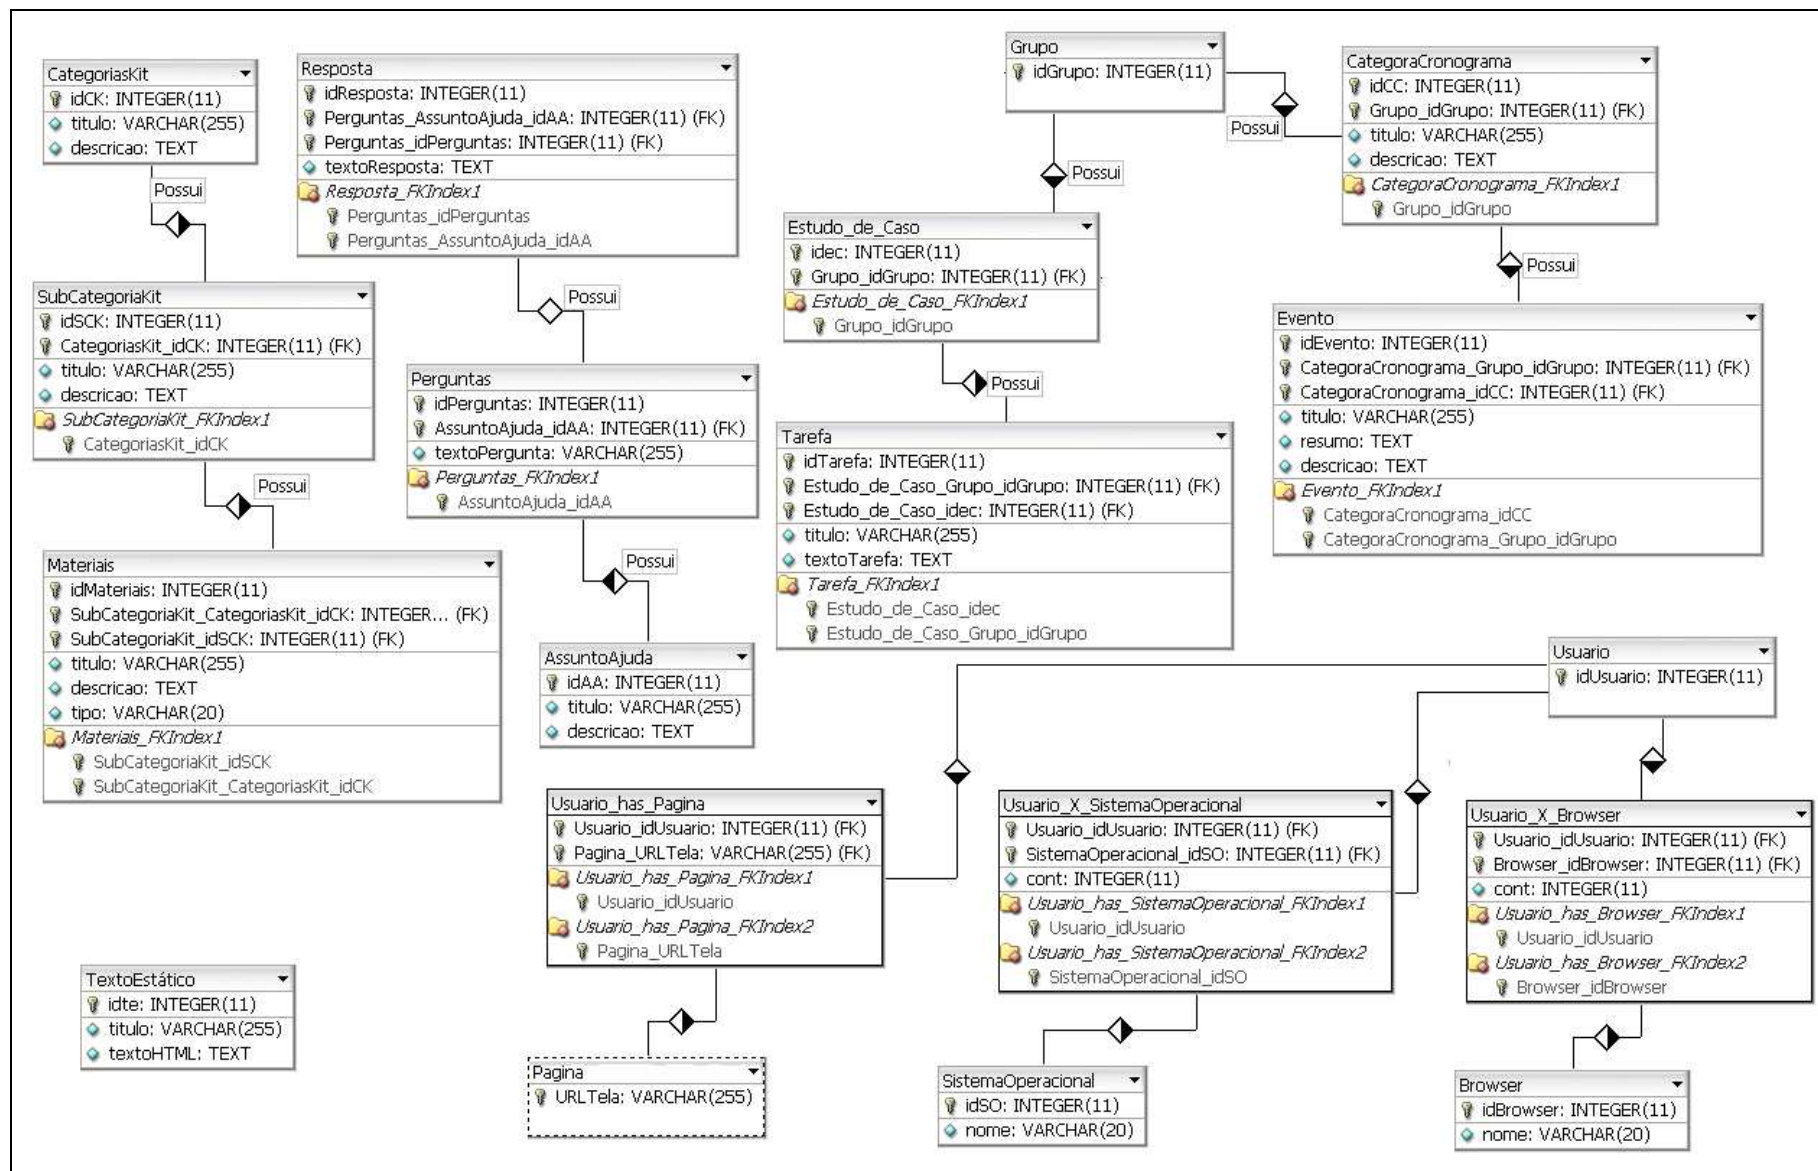 CategoriasKit
idCK: INTEGER(11)
titulo: VARCHAR(255)
descricao: TEXT
Possui
SubCategoriaKit
idSCK: INTEGER(11)
CategoriasKit_idCK: INTEGER(11) (FK)
titulo: VARCHAR(255)
descricao: TEXT
SubCategoriaKit_FKIndex1
CategoriasKit_idCK
Possui
Materiais
idMateriais: INTEGER(11)
SubCategoriaKit_CategoriasKit_idCK: INTEGER... (FK)
SubCategoriaKit_idSCK: INTEGER(11) (FK)
titulo: VARCHAR(255)
descricao: TEXT
tipo: VARCHAR(20)
Materiais_FKIndex1
SubCategoriaKit_idSCK
SubCategoriaKit_CategoriasKit_idCK
TextoEstático
idte: INTEGER(11)
titulo: VARCHAR(255)
textoHTML: TEXT
Resposta
idResposta: INTEGER(11)
Perguntas_AssuntoAjuda_idAA: INTEGER(11) (FK)
Perguntas_idPerguntas: INTEGER(11) (FK)
textoResposta: TEXT
Resposta_FKIndex1
Perguntas_idPerguntas
Perguntas_AssuntoAjuda_idAA
Possui
Perguntas
idPerguntas: INTEGER(11)
AssuntoAjuda_idAA: INTEGER(11) (FK)
textoPergunta: VARCHAR(255)
Perguntas_FKIndex1
AssuntoAjuda_idAA
Possui
AssuntoAjuda
idAA: INTEGER(11)
titulo: VARCHAR(255)
descricao: TEXT
Grupo
idGrupo: INTEGER(11)
Possui
CategoraCronograma
idCC: INTEGER(11)
Grupo_idGrupo: INTEGER(11) (FK)
titulo: VARCHAR(255)
descricao: TEXT
CategoraCronograma_FKIndex1
Grupo_idGrupo
Possui
Estudo_de_Caso
idec: INTEGER(11)
Grupo_idGrupo: INTEGER(11) (FK)
Estudo_de_Caso_FKIndex1
Grupo_idGrupo
Possui
Evento
idEvento: INTEGER(11)
CategoraCronograma_Grupo_idGrupo: INTEGER(11) (FK)
CategoraCronograma_idCC: INTEGER(11) (FK)
titulo: VARCHAR(255)
resumo: TEXT
descricao: TEXT
Evento_FKIndex1
CategoraCronograma_idCC
CategoraCronograma_Grupo_idGrupo
Possui
Tarefa
idTarefa: INTEGER(11)
Estudo_de_Caso_Grupo_idGrupo: INTEGER(11) (FK)
Estudo_de_Caso_idec: INTEGER(11) (FK)
titulo: VARCHAR(255)
textoTarefa: TEXT
Tarefa_FKIndex1
Estudo_de_Caso_idec
Estudo_de_Caso_Grupo_idGrupo
Usuario
idUsuario: INTEGER(11)
Usuario_has_Pagina
Usuario_idUsuario: INTEGER(11) (FK)
Pagina_URLTela: VARCHAR(255) (FK)
Usuario_has_Pagina_FKIndex1
Usuario_idUsuario
Usuario_has_Pagina_FKIndex2
Pagina_URLTela
Usuario_X_SistemaOperacional
Usuario_idUsuario: INTEGER(11) (FK)
SistemaOperacional_idSO: INTEGER(11) (FK)
cont: INTEGER(11)
Usuario_has_SistemaOperacional_FKIndex1
Usuario_idUsuario
Usuario_has_SistemaOperacional_FKIndex2
SistemaOperacional_idSO
Usuario_X_Browser
Usuario_idUsuario: INTEGER(11) (FK)
Browser_idBrowser: INTEGER(11) (FK)
cont: INTEGER(11)
Usuario_has_Browser_FKIndex1
Usuario_idUsuario
Usuario_has_Browser_FKIndex2
Browser_idBrowser
Pagina
URLTela: VARCHAR(255)
SistemaOperacional
idSO: INTEGER(11)
nome: VARCHAR(20)
Browser
idBrowser: INTEGER(11)
nome: VARCHAR(20)